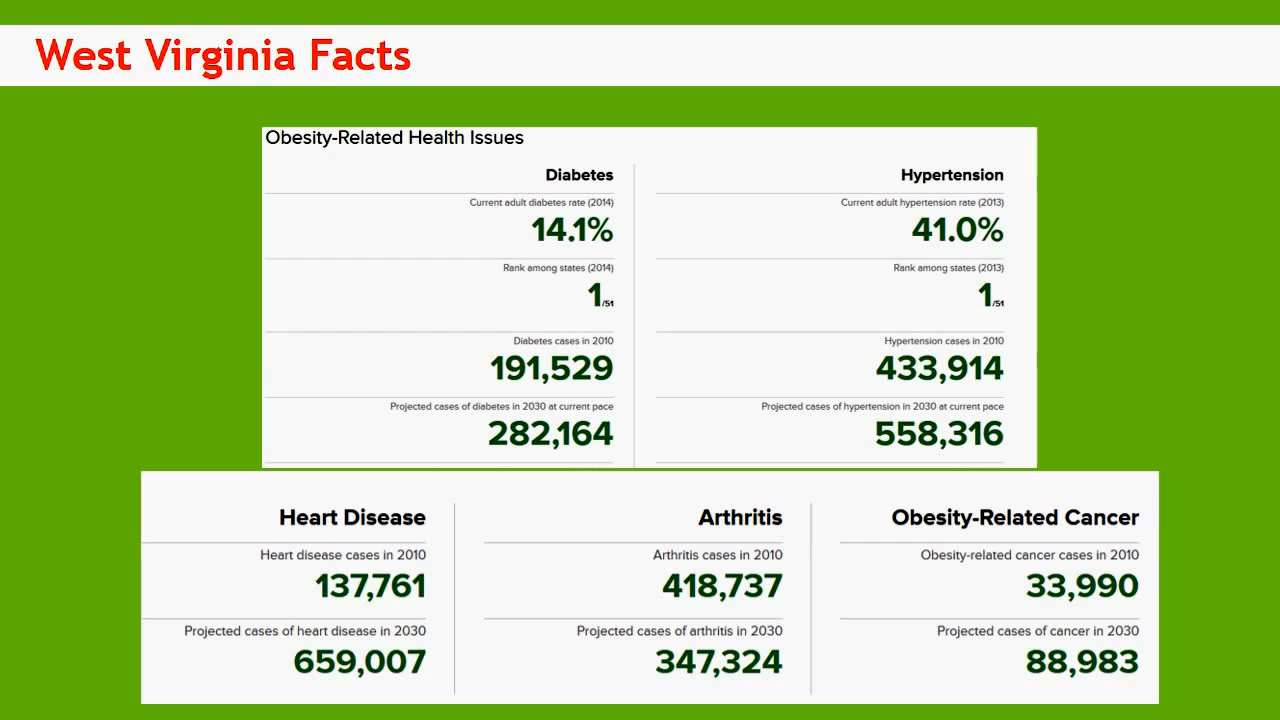 West Virginia Facts
Obesity-Related Health Issues
Diabetes
Current adult diabetes rate (2014)
14.1%
Rank among states (2014)
1/51
Diabetes cases in 2010
191,529
Projected cases of diabetes in 2030 at current pace
282,164
Hypertension
Current adult hypertension rate (2013)
41.0%
Rank among states (2013)
1/51
Hypertension cases in 2010
433,914
Projected cases of hypertension in 2030 at current pace
558,316
Heart Disease
Heart disease cases in 2010
137,761
Projected cases of heart disease in 2030
659,007
Arthritis
Arthritis cases in 2010
418,737
Projected cases of arthritis in 2030
347,324
Obesity-Related Cancer
Obesity-related cancer cases in 2010
33,990
Projected cases of cancer in 2030
88,983